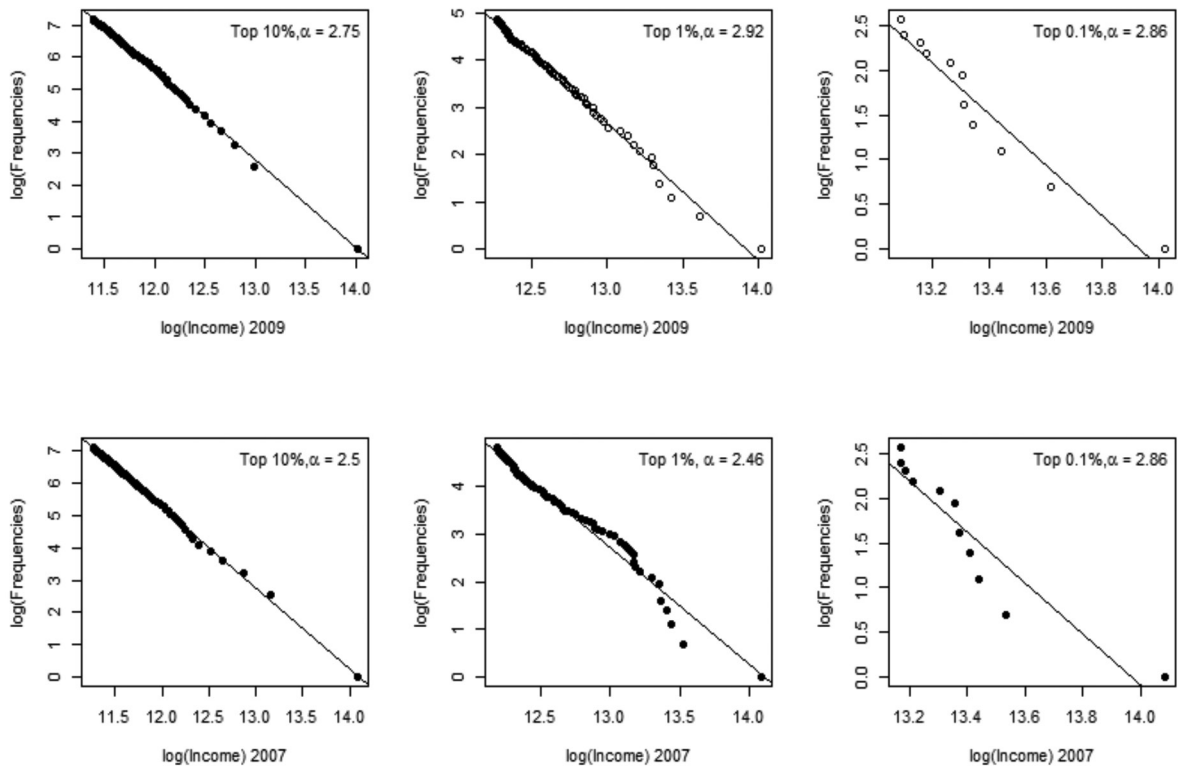 Top 10%,α = 2.75
log(Frequencies)
7
6
5
4
3
2
1
0
11.5 12.0 12.5 13.0 13.5 14.0
log(Income) 2009
Top 1%,α = 2.92
log(Frequencies)
5
4
3
2
1
0
12.5 13.0 13.5 14.0
log(Income) 2009
Top 0.1%,α = 2.86
log(Frequencies)
2.5
2.0
1.5
1.0
0.5
0.0
13.2 13.4 13.6 13.8 14.0
log(Income) 2009
Top 10%,α = 2.5
log(Frequencies)
7
6
5
4
3
2
1
0
11.5 12.0 12.5 13.0 13.5 14.0
log(Income) 2007
Top 1%, α = 2.46
log(Frequencies)
4
3
2
1
0
12.5 13.0 13.5 14.0
log(Income) 2007
Top 0.1%,α = 2.86
log(Frequencies)
2.5
2.0
1.5
1.0
0.5
0.0
13.2 13.4 13.6 13.8 14.0
log(Income) 2007